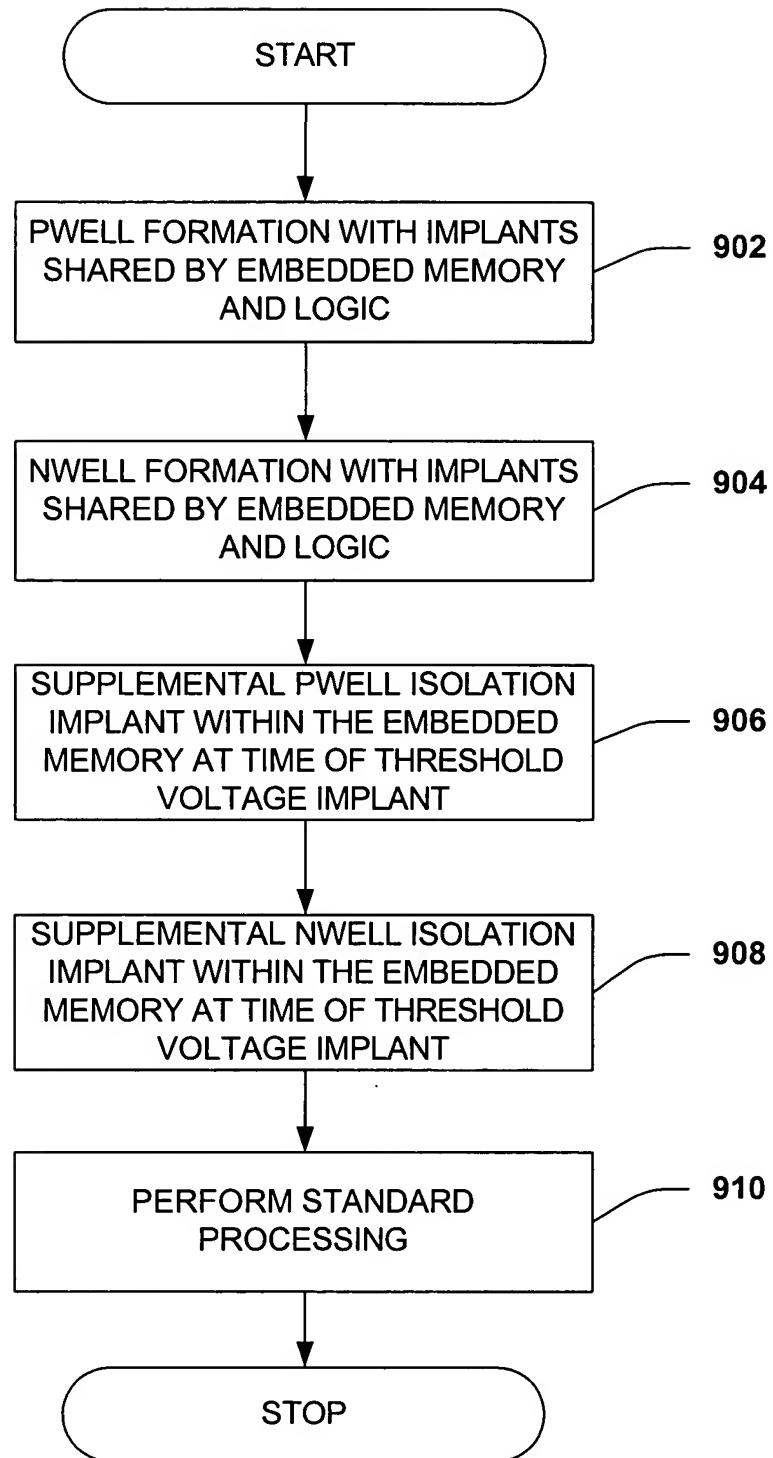 START
PWELL FORMATION WITH IMPLANTS
SHARED BY EMBEDDED MEMORY
AND LOGIC
902
NWELL FORMATION WITH IMPLANTS
SHARED BY EMBEDDED MEMORY
AND LOGIC
904
SUPPLEMENTAL PWELL ISOLATION
IMPLANT WITHIN THE EMBEDDED
MEMORY AT TIME OF THRESHOLD
VOLTAGE IMPLANT
906
SUPPLEMENTAL NWELL ISOLATION
IMPLANT WITHIN THE EMBEDDED
MEMORY AT TIME OF THRESHOLD
VOLTAGE IMPLANT
908
PERFORM STANDARD
PROCESSING
910
STOP